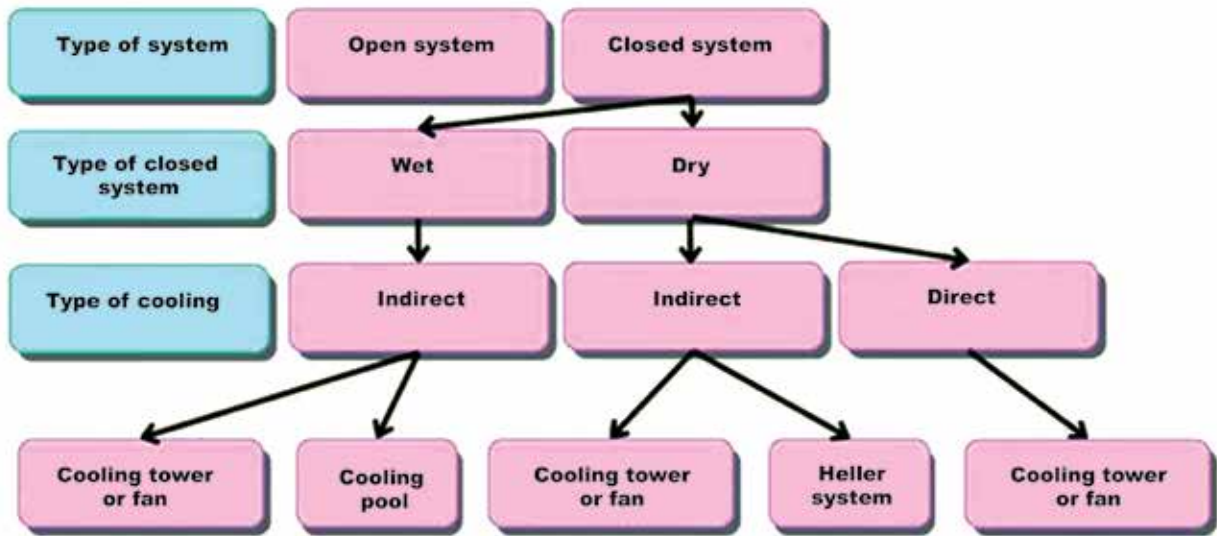 Type of system
Open system
Closed system
Type of closed
system
Wet
Dry
Type of cooling
Indirect
Indirect
Direct
Cooling tower
or fan
Cooling
pool
Cooling tower
or fan
Heller
system
Cooling tower
or fan